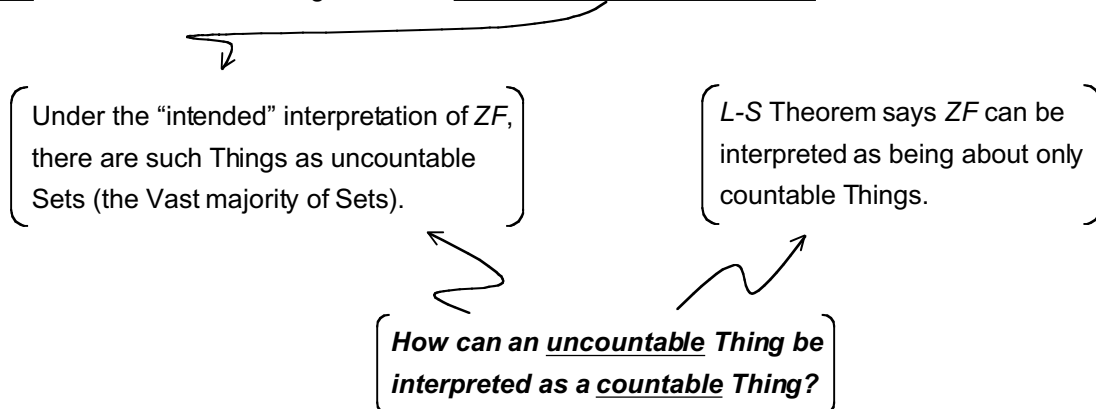 Under the “intended” interpretation of ZF,
there are such Things as uncountable
Sets (the Vast majority of Sets).
L-S Theorem says ZF can be
interpreted as being about only
countable Things.
How can an uncountable Thing be
interpreted as a countable Thing?